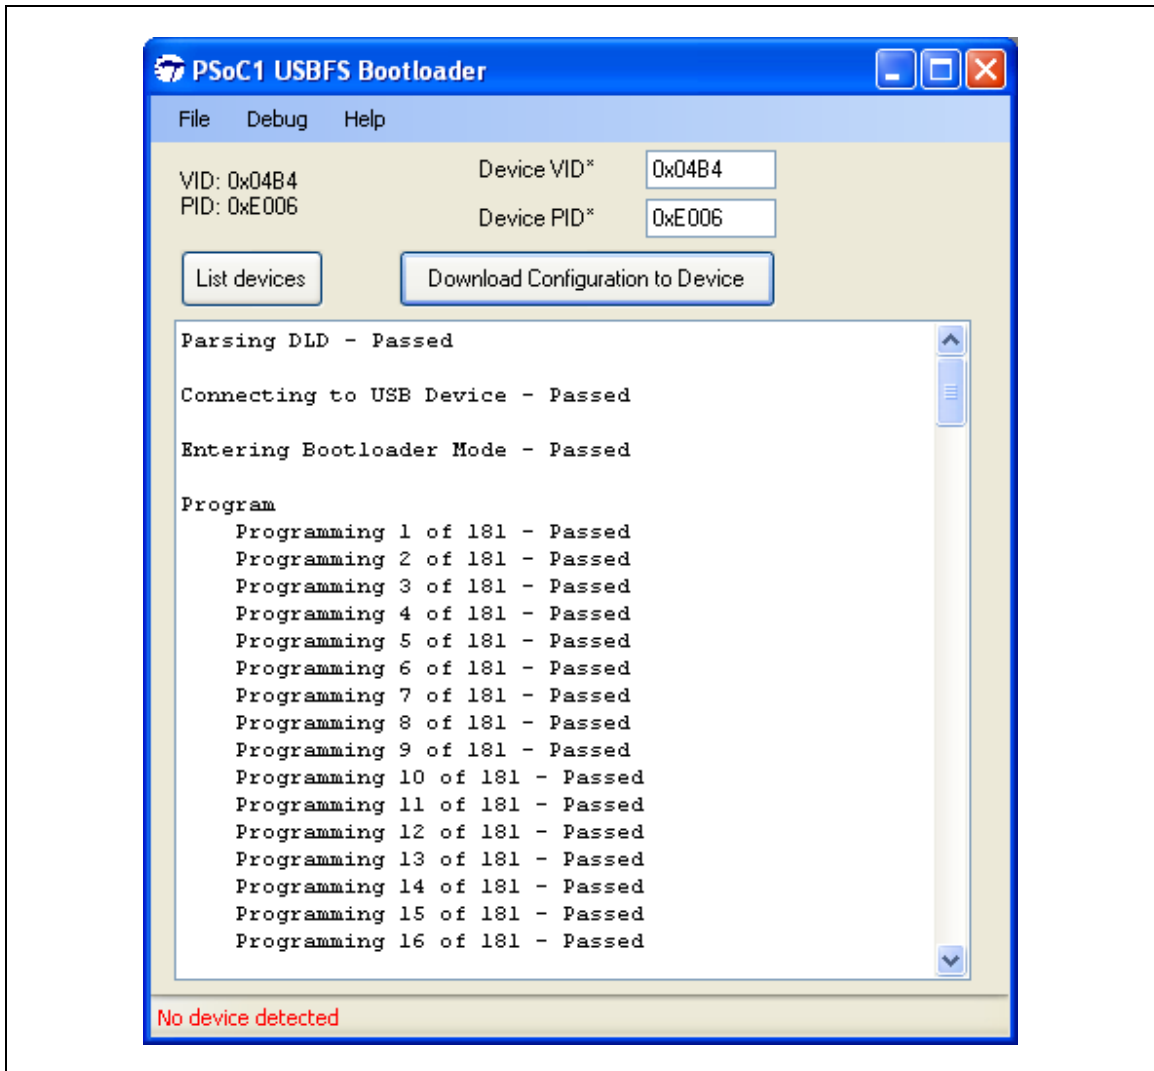 PSoC1 USBFS Bootloader
File Debug Help
VID: 0x04B4
PID: 0xE006
Device VID* 0x04B4
Device PID* 0xE006
List devices Download Configuration to Device
Parsing DLD - Passed
Connecting to USB Device - Passed
Entering Bootloader Mode - Passed
Program
Programming 1 of 181 - Passed
Programming 2 of 181 - Passed
Programming 3 of 181 - Passed
Programming 4 of 181 - Passed
Programming 5 of 181 - Passed
Programming 6 of 181 - Passed
Programming 7 of 181 - Passed
Programming 8 of 181 - Passed
Programming 9 of 181 - Passed
Programming 10 of 181 - Passed
Programming 11 of 181 - Passed
Programming 12 of 181 - Passed
Programming 13 of 181 - Passed
Programming 14 of 181 - Passed
Programming 15 of 181 - Passed
Programming 16 of 181 - Passed
No device detected